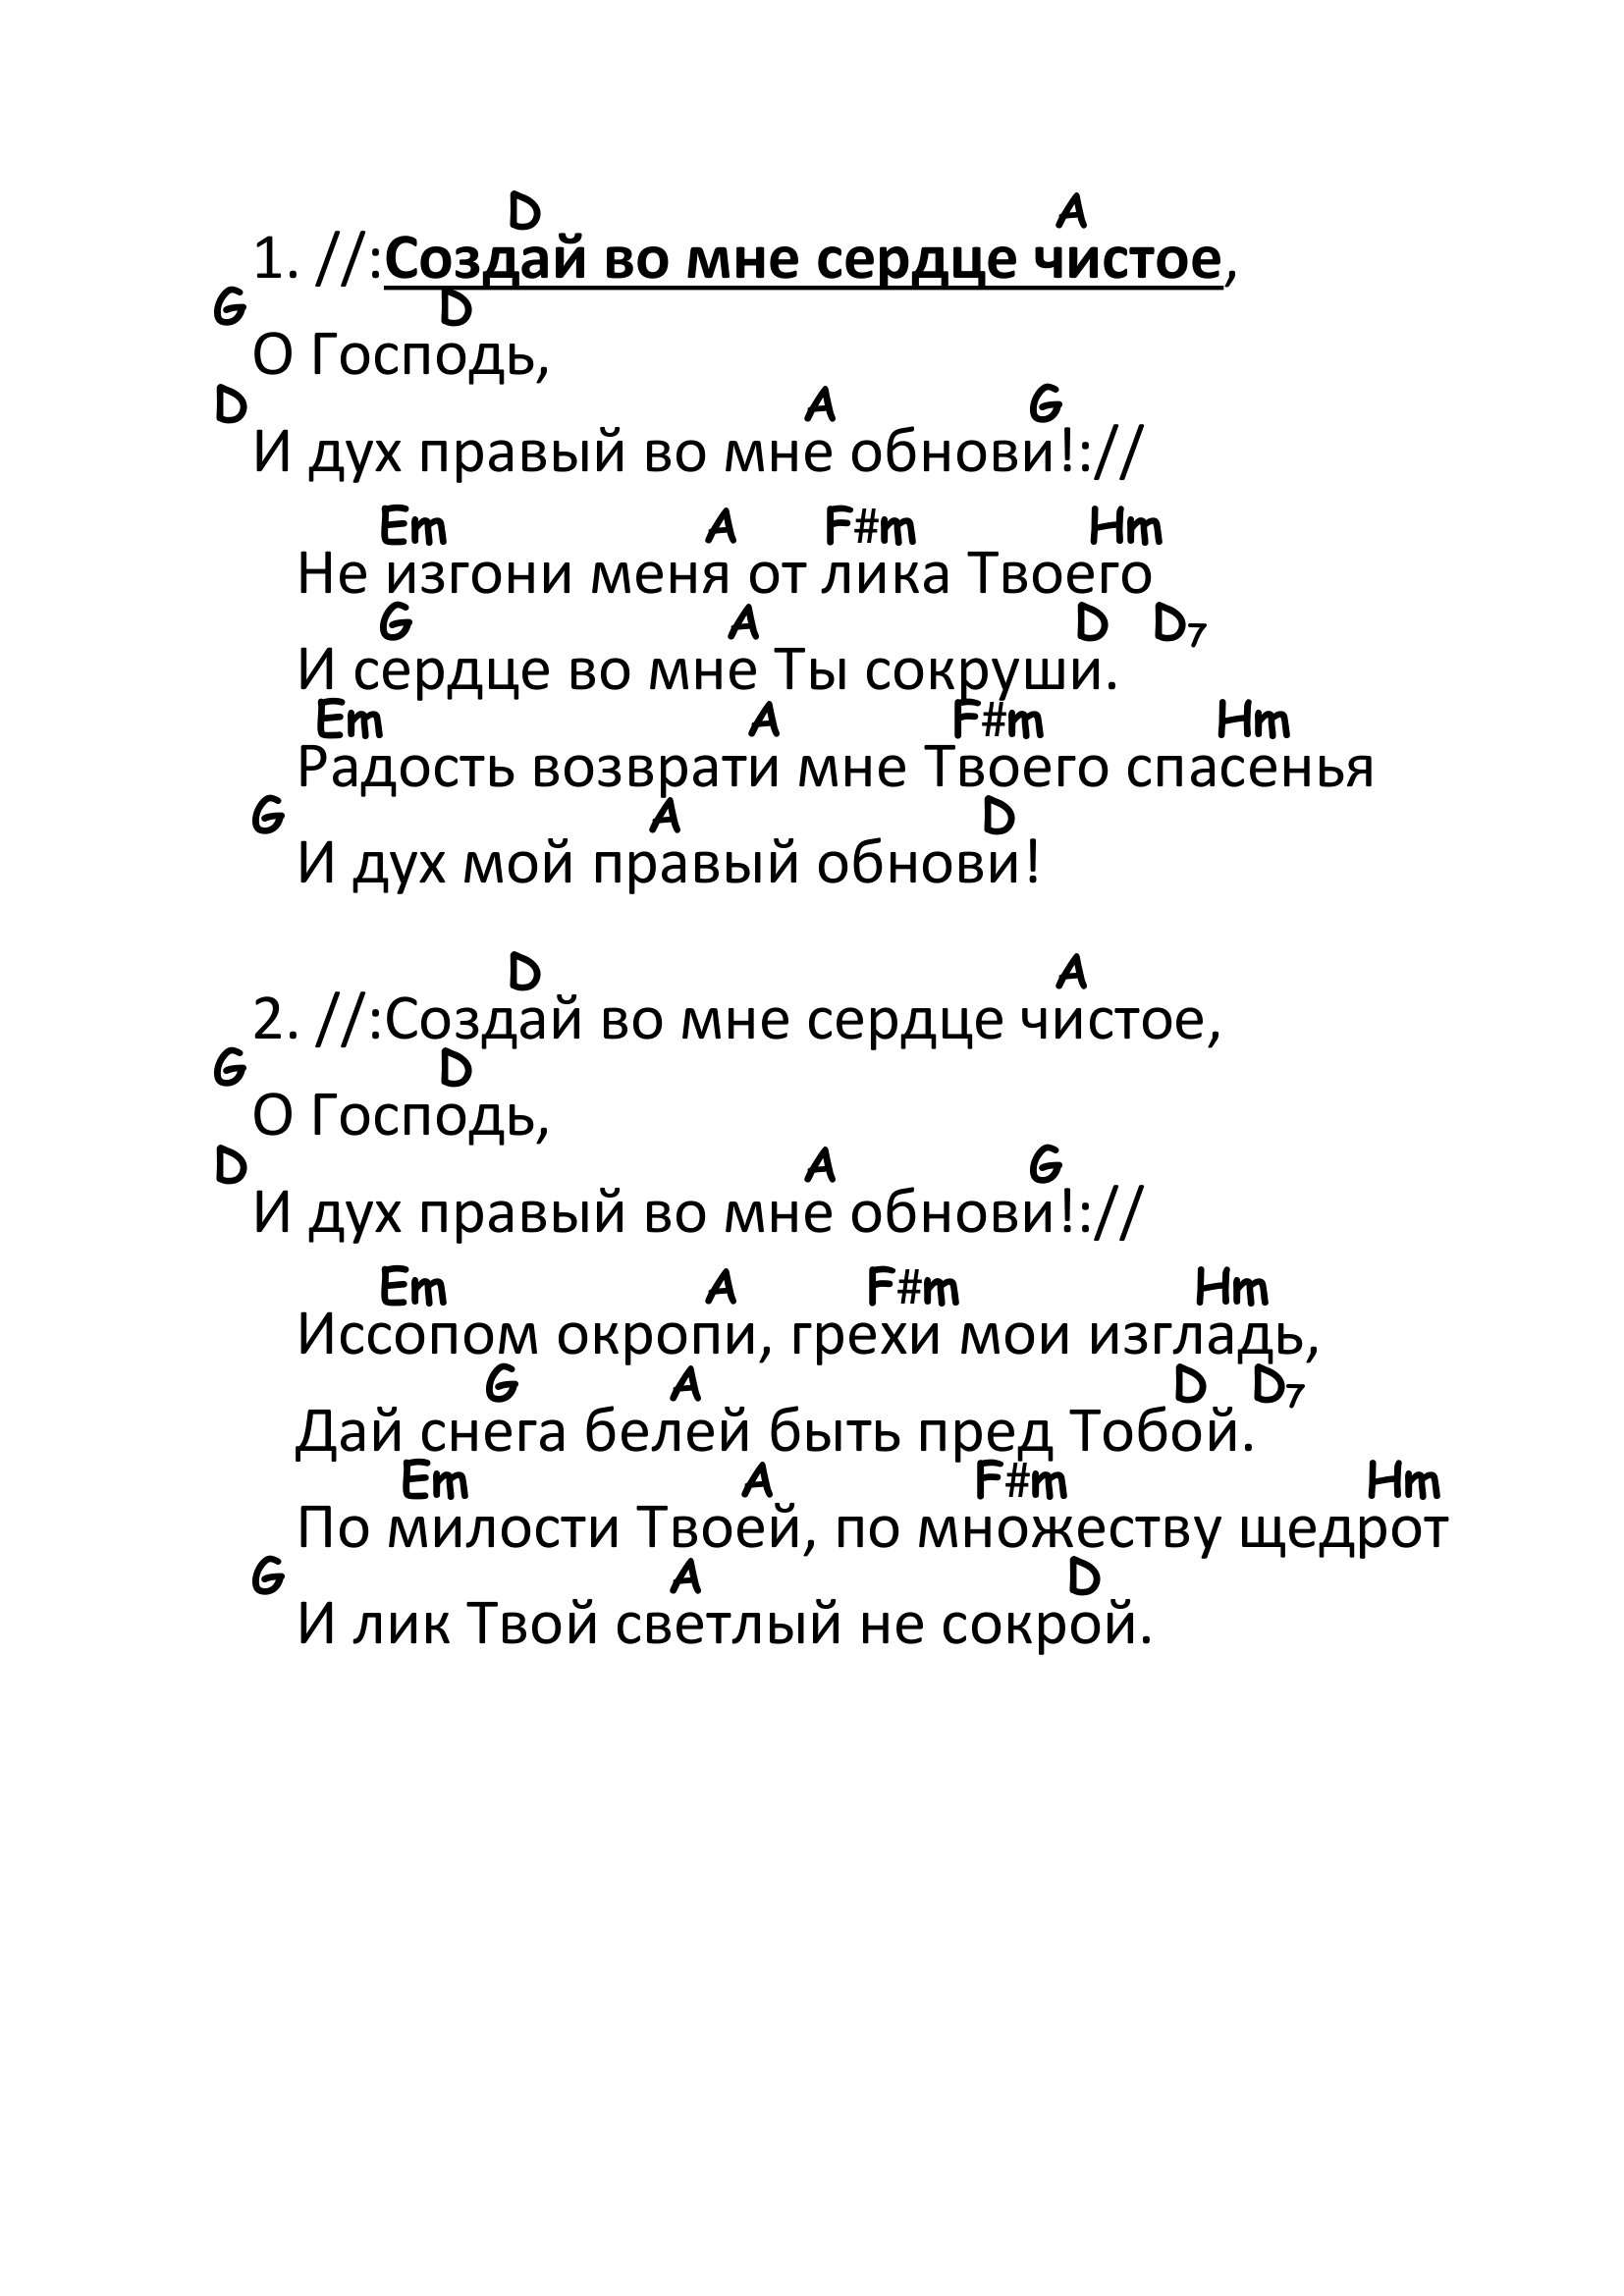 D A
1. //:Создай во мне сердце чистое,
G D
О Господь,
D A G
И дух правый во мне обнови!://
Em A F#m Hm
Не изгони меня от лика Твоего
G A D D7
И сердце во мне Ты сокруши.
Em A F#m Hm
Радость возврати мне Твоего спасенья
G A D
И дух мой правый обнови!
D A
2. //:Создай во мне сердце чистое,
G D
О Господь,
D A G
И дух правый во мне обнови!://
Em A F#m Hm
Иссопом окропи, грехи мои изгладь,
G A D D7
Дай снега белей быть пред Тобой.
Em A F#m Hm
По милости Твоей, по множеству щедрот
G A D
И лик Твой светлый не сокрой.